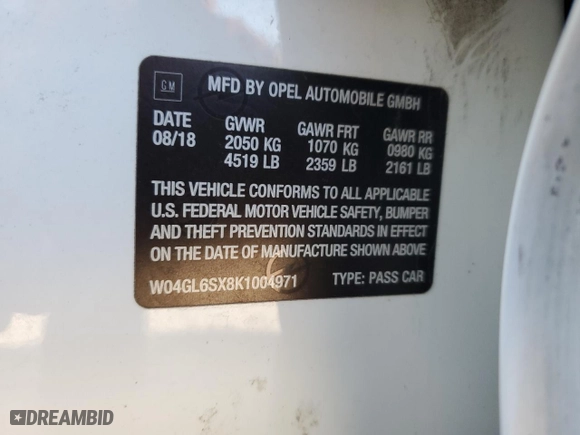 GM
MFD BY OPEL AUTOMOBILE GMBH
DATE GVWR GAWR FRT GAWR RR
08/18 2050 KG 1070 KG 0980 KG
4519 LB 2359 LB 2161 LB
THIS VEHICLE CONFORMS TO ALL APPLICABLE
U.S. FEDERAL MOTOR VEHICLE SAFETY, BUMPER
AND THEFT PREVENTION STANDARDS IN EFFECT
ON THE DATE OF MANUFACTURE SHOWN ABOVE
W04GL6SX8K1004971 TYPE: PASS CAR
DREAMBID